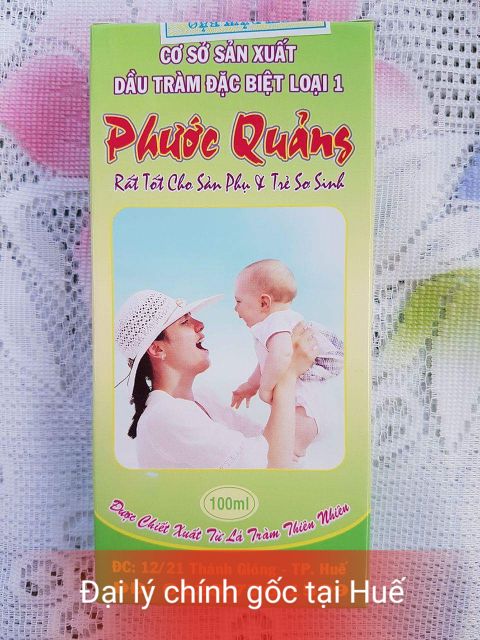 CƠ SỞ SẢN XUẤT
DẦU TRÀM ĐẶC BIỆT LOẠI 1
Phước Quảng
Rất Tốt Cho Sản Phụ & Trẻ Sơ Sinh
100ml
Được Chiết Xuất Từ Lá Tràm Thiên Nhiên
ĐC: 12/21 Thánh Gióng - TP. Huế
Đại lý chính gốc tại Huế